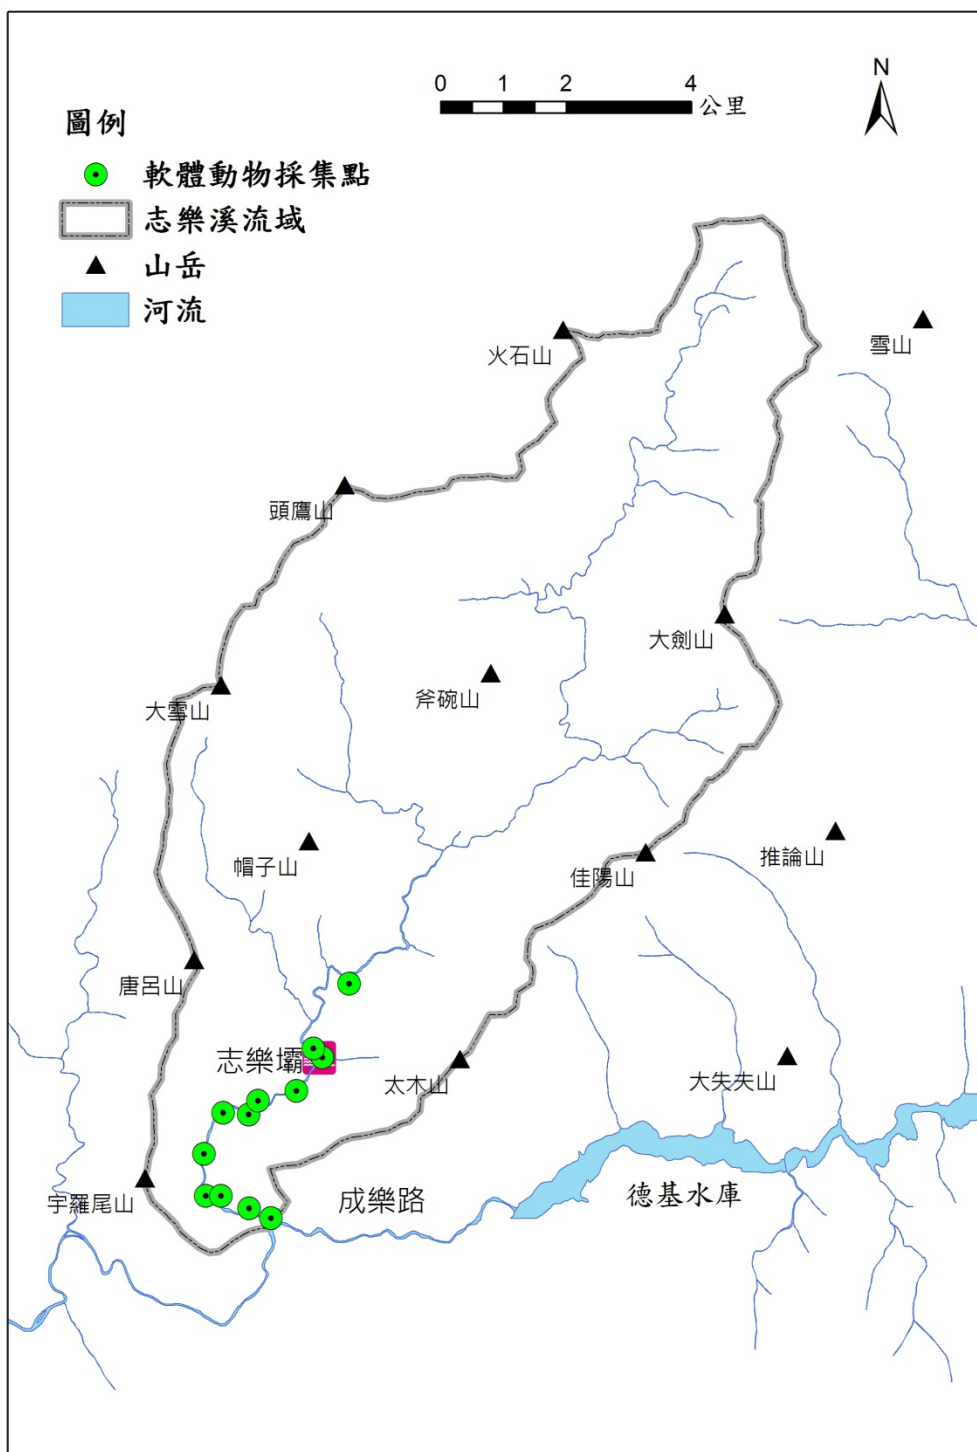 0 1 2 4
公里
N
圖例
軟體動物採集點
志樂溪流域
山岳
河流
雪山
火石山
頭鷹山
大劍山
斧碗山
大雪山
推論山
帽子山
佳陽山
唐呂山
志樂壩
太木山
大失夫山
宇羅尾山
成樂路
德基水庫